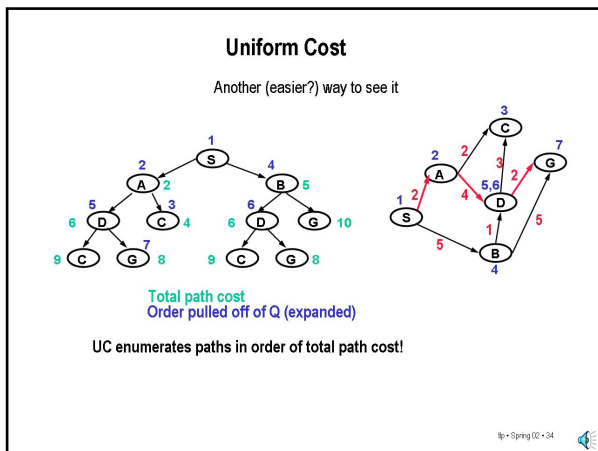 Uniform Cost
Another (easier?) way to see it
1
S
2
A 2
4
B 5
5
6 D
3
C 4
6
6 D
G 10
9 C
7
G 8
9 C
G 8
3
C
7
G
2
A
2
3
2
5,6
D
1
S
2
4
1
5
5
B
4
Total path cost
Order pulled off of Q (expanded)
UC enumerates paths in order of total path cost!
tlp • Spring 02 • 34